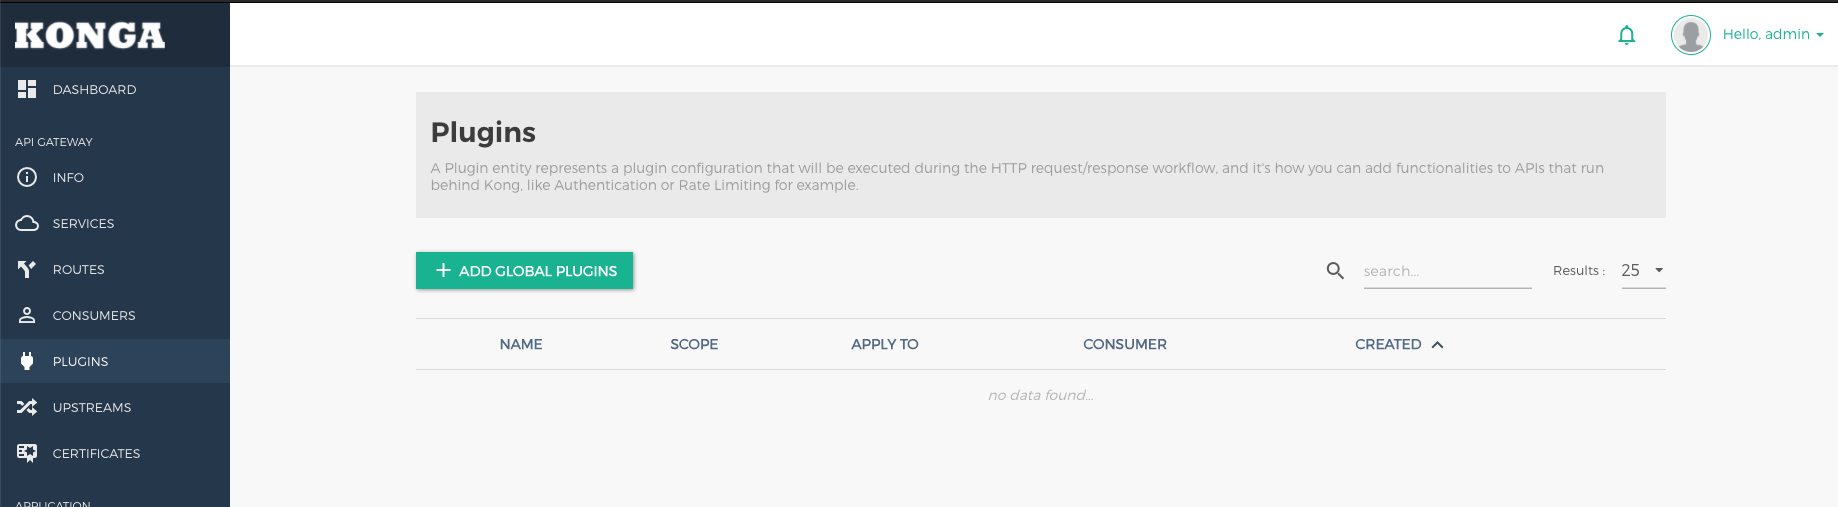 KONGA
Hello, admin
DASHBOARD
API GATEWAY
INFO
SERVICES
ROUTES
CONSUMERS
PLUGINS
UPSTREAMS
CERTIFICATES
APPLICATION
Plugins
A Plugin entity represents a plugin configuration that will be executed during the HTTP request/response workflow, and it's how you can add functionalities to APIs that run
behind Kong, like Authentication or Rate Limiting for example.
ADD GLOBAL PLUGINS
search...
Results :
25
NAME SCOPE APPLY TO CONSUMER CREATED
no data found...